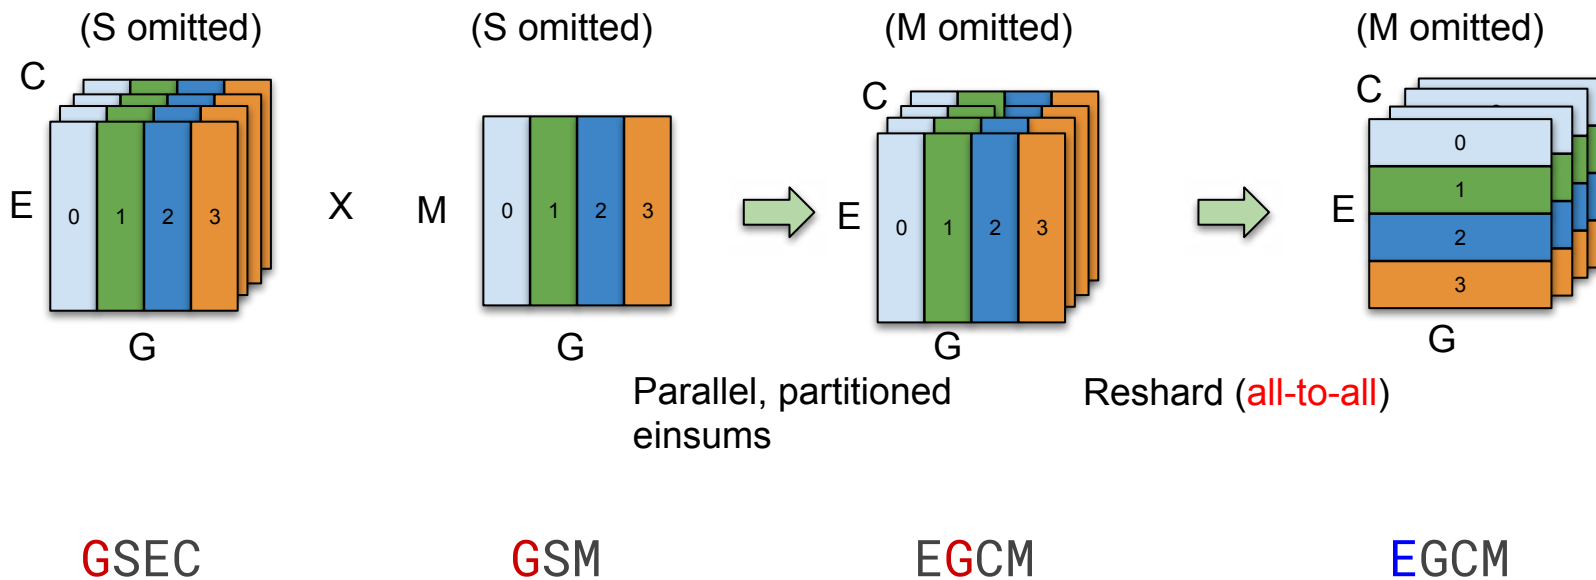 (S omitted) (S omitted) (M omitted) (M omitted)
C C C
E 0 1 2 3 X M 0 1 2 3 E 0 1 2 3 E 0
1
2
3
G G G G
Parallel, partitioned
einsums
Reshard (all-to-all)
GSEC GSM EGCM EGCM